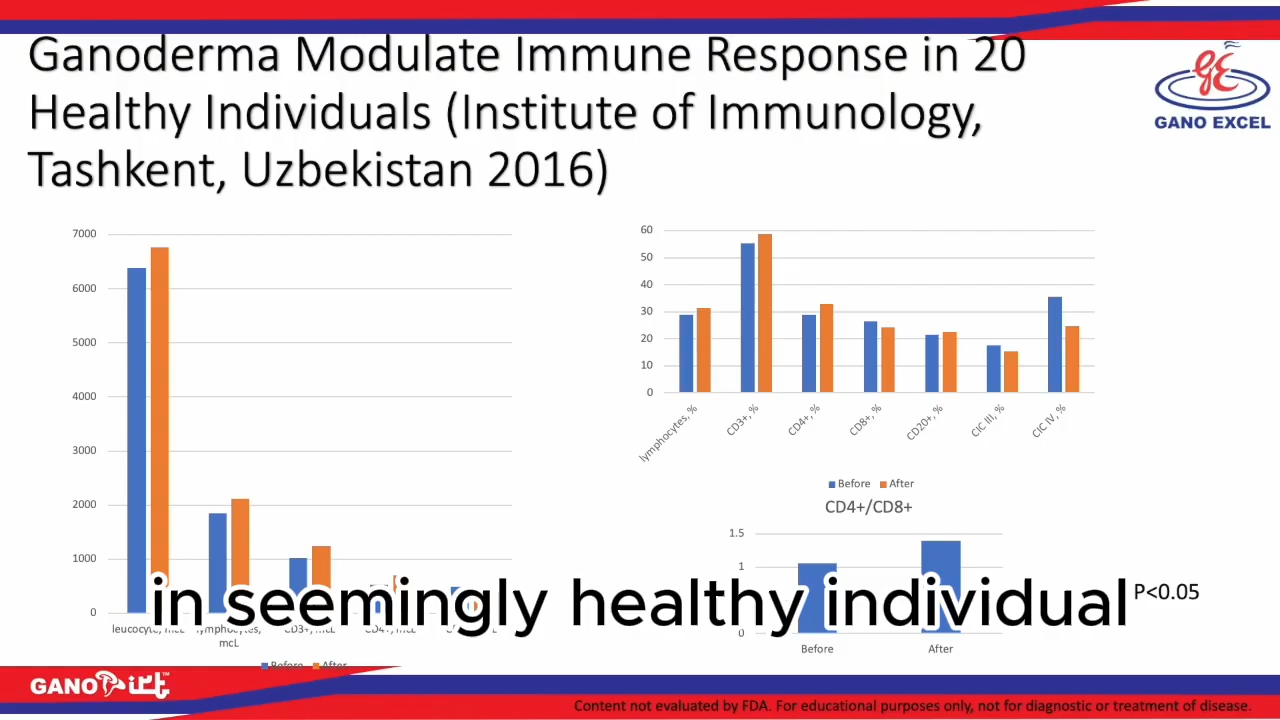 Ganoderma Modulate Immune Response in 20
Healthy Individuals (Institute of Immunology,
Tashkent, Uzbekistan 2016)
GE
GANO EXCEL
7000
6000
5000
4000
3000
2000
1000
0
leucocyte, mcL
lymphocytes,
mcL
CD3+, mcL
CD4+, mcL
Before After
60
50
40
30
20
10
0
lymphocytes, %
CD3+, %
CD4+, %
CD8+, %
CD20+, %
CIC III, %
CIC IV, %
Before After
CD4+/CD8+
1.5
1
0
Before
After
P<0.05
in seemingly healthy individual
GANO
TM
Content not evaluated by FDA. For educational purposes only, not for diagnostic or treatment of disease.